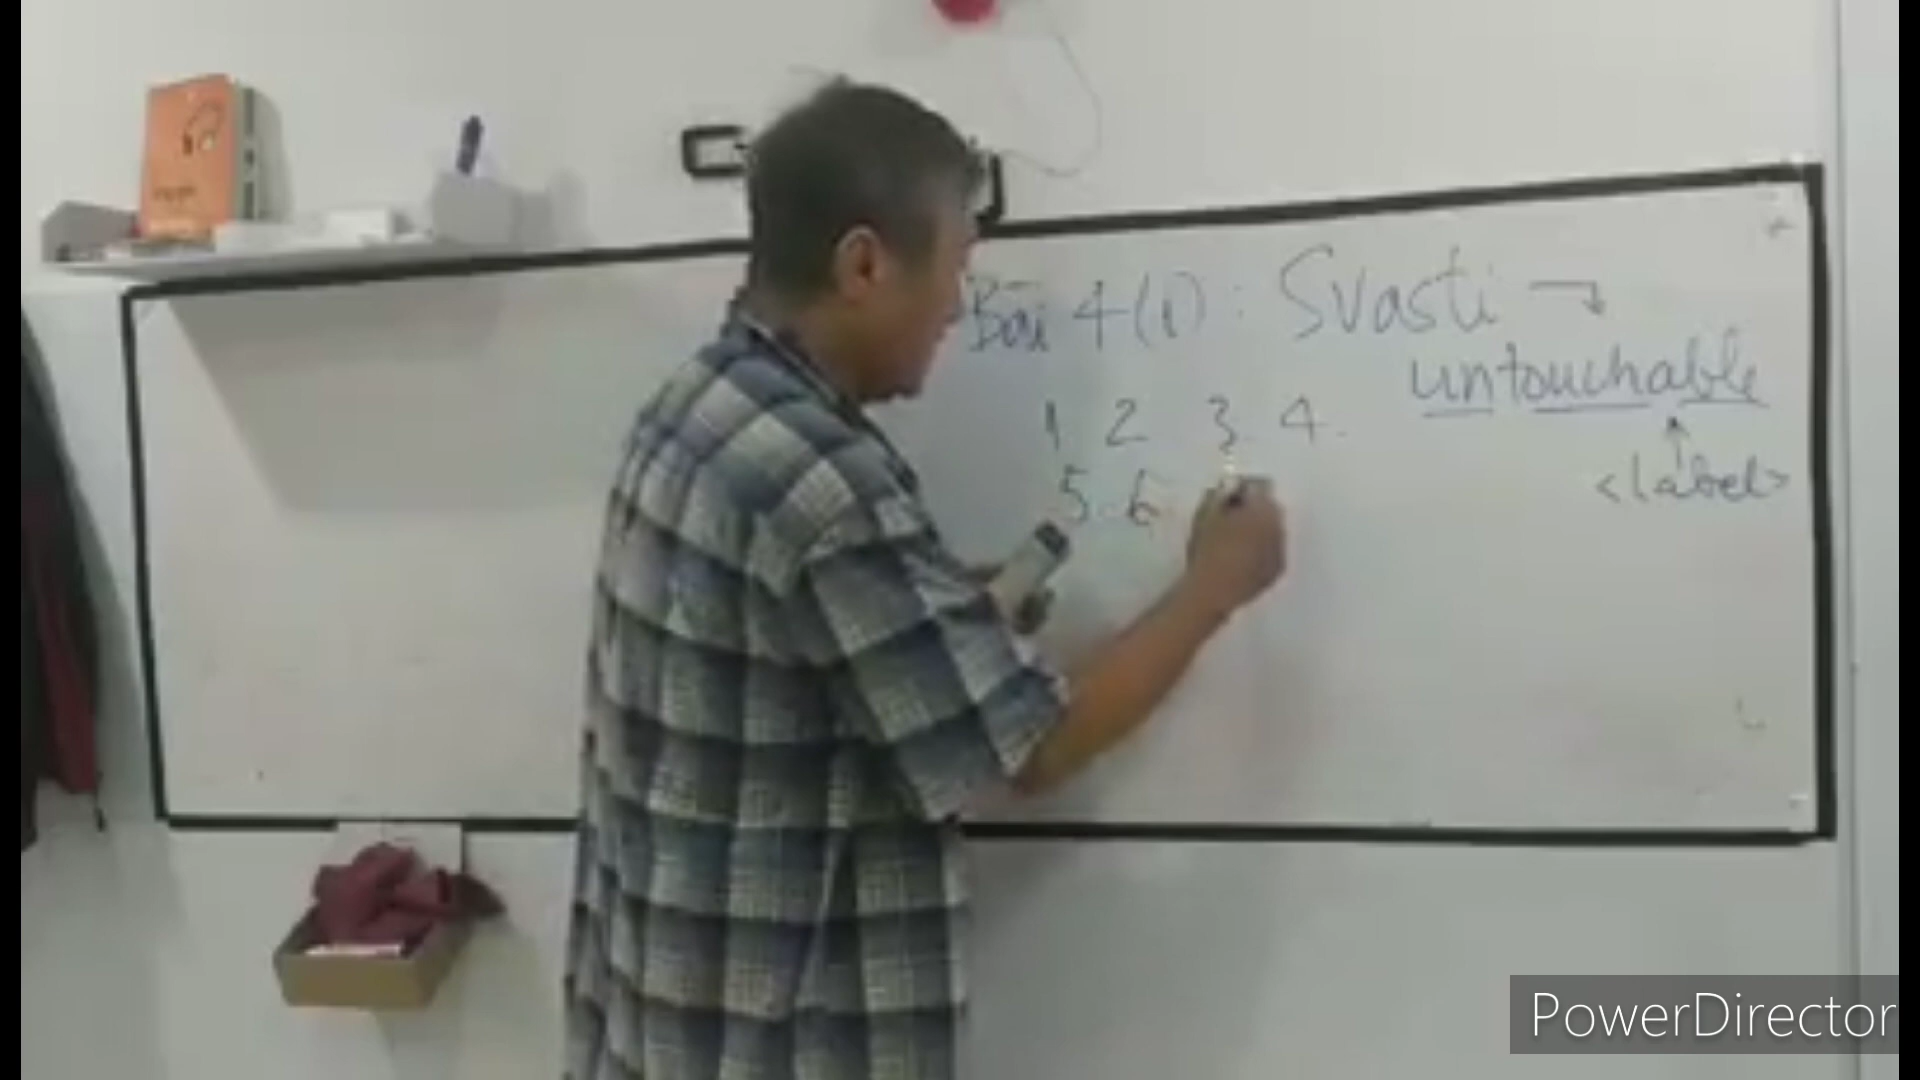 Bài 4 (1) : Svasti →
untouchable
1 2 3. 4.
<label>
5. 6.
PowerDirector